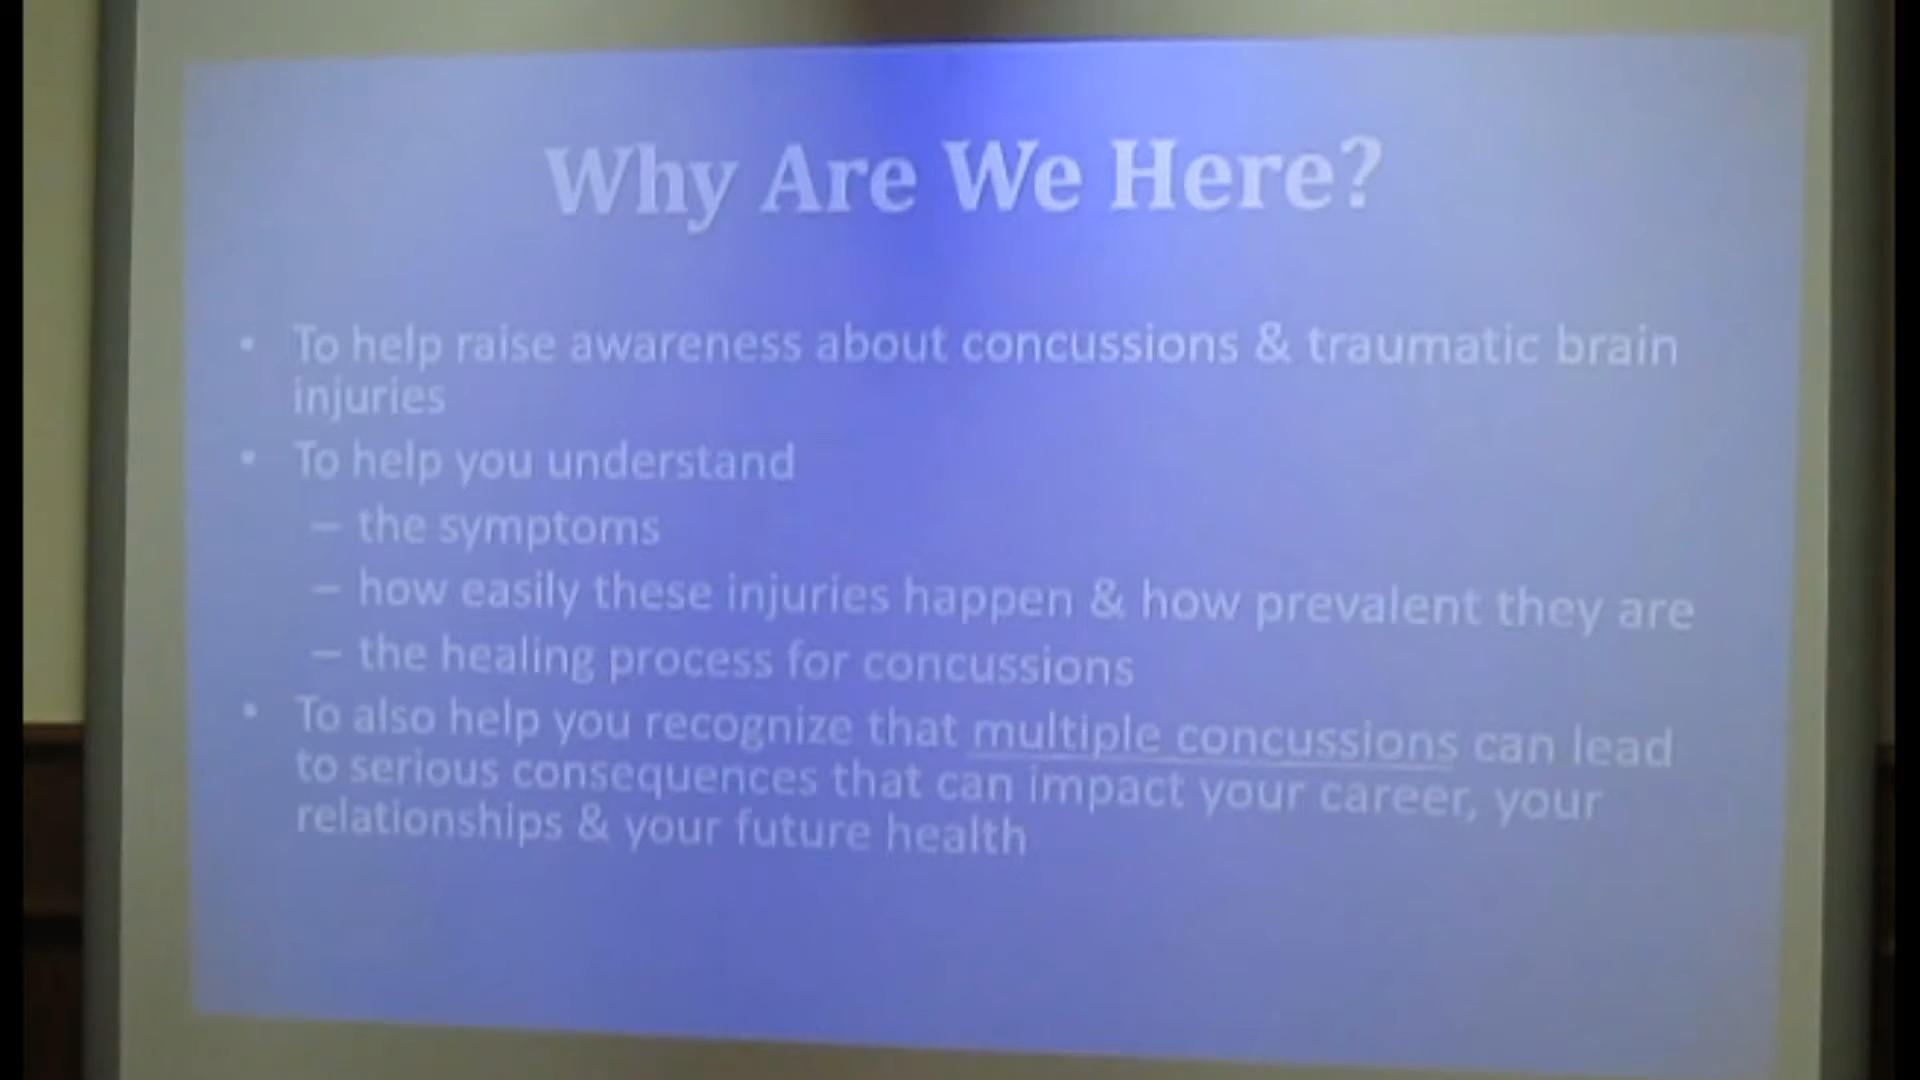 Why Are We Here?
• To help raise awareness about concussions & traumatic brain
injuries
• To help you understand
– the symptoms
– how easily these injuries happen & how prevalent they are
– the healing process for concussions
• To also help you recognize that multiple concussions can lead
to serious consequences that can impact your career, your
relationships & your future health